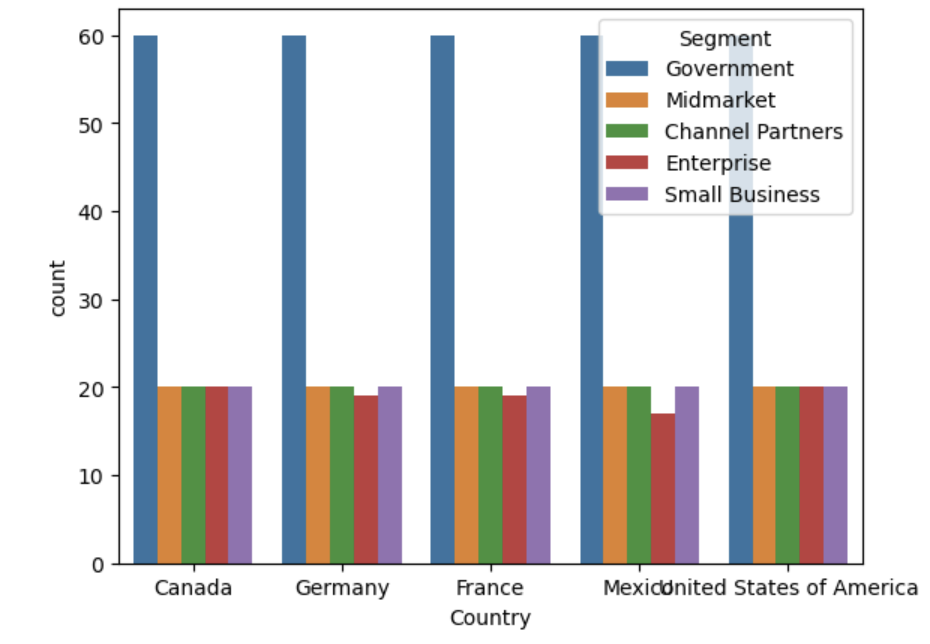 60
50
40
30
20
10
0
count
Segment
Government
Midmarket
Channel Partners
Enterprise
Small Business
Canada
Germany
France
Mexico
United States of America
Country